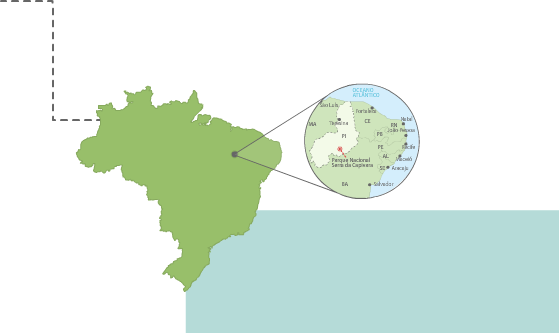 OCEANO
ATLÂNTICO
São Luís
Fortaleza
Teresina
MA
CE
RN
Natal
João Pessoa
PB
PI
PE
Recife
Parque Nacional
Serra da Capivara
AL
Maceió
SE
Aracaju
BA
Salvador